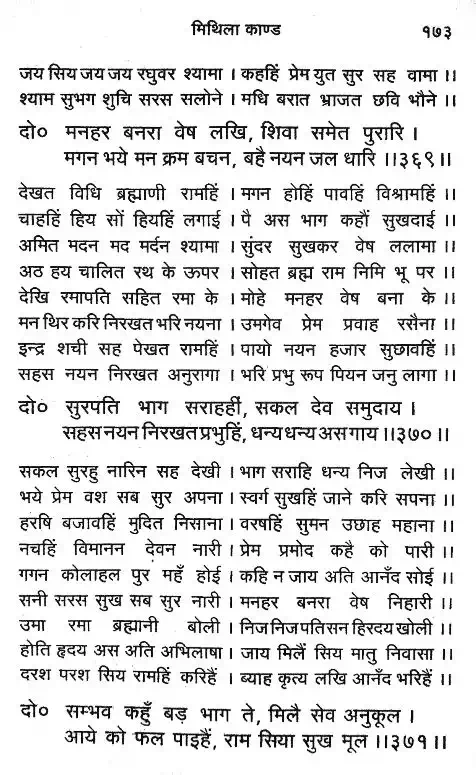 मिथिला काण्ड १७३
जय सिय जय जय रघुवर श्यामा । कहहिं प्रेम युत सुर सह वामा ।।
श्याम सुभग शुचि सरस सलोने । मधि बरात भ्राजत छवि भौने ।।
दो० मनहर बनरा वेष लखि, शिवा समेत पुरारि ।
मगन भये मन क्रम बचन, बहै नयन जल धारि ।।३६९।।
देखत विधि ब्रह्माणी रामहिं । मगन होहिं पावहिं विश्रामहिं ।।
चाहहिं हिय सों हियहिं लगाई । पै अस भाग कहौं सुखदाई ।।
अमित मदन मद मर्दन श्यामा । सुंदर सुखकर वेष ललामा ।।
अठ हय चालित रथ के ऊपर । सोहत ब्रह्म राम निमि भू पर ।।
देखि रमापति सहित रमा के । मोहे मनहर वेष बना के ।।
मन थिर करि निरखत भरि नयना । उमगेव प्रेम प्रवाह रसैना ।।
इन्द्र शची सह पेखत रामहिं । पायो नयन हजार सुछावहिं ।।
सहस नयन निरखत अनुरागा । भरि प्रभु रूप पियन जनु लागा ।।
दो० सुरपति भाग सराहहीं, सकल देव समुदाय ।
सहस नयन निरखत प्रभुहिं, धन्य धन्य अस गाय ।।३७०।।
सकल सुरहु नारिन सह देखी । भाग सराहि धन्य निज लेखी ।।
भये प्रेम वश सब सुर अपना । स्वर्ग सुखहिं जाने करि सपना ।।
हरषि बजावहिं मुदित निसाना । वरषहिं सुमन उछाह महाना ।।
नचहिं विमानन देवन नारी । प्रेम प्रमोद कहै को पारी ।।
गगन कोलाहल पुर महँ होई । कहि न जाय अति आनँद सोई ।।
सनी सरस सुख सब सुर नारी । मनहर बनरा वेष निहारी ।।
उमा रमा ब्रह्मानी बोली । निज निज पति सन हिरदय खोली ।।
होति हृदय अस अति अभिलाषा । जाय मिलैं सिय मातु निवासा ।।
दरश परश सिय रामहिं करिहैं । ब्याह कृत्य लखि आनँद भरिहैं ।।
दो० सम्भव कहुँ बड़ भाग ते, मिलै सेव अनुकूल ।
आये को फल पाइहैं, राम सिया सुख मूल ।।३७१।।